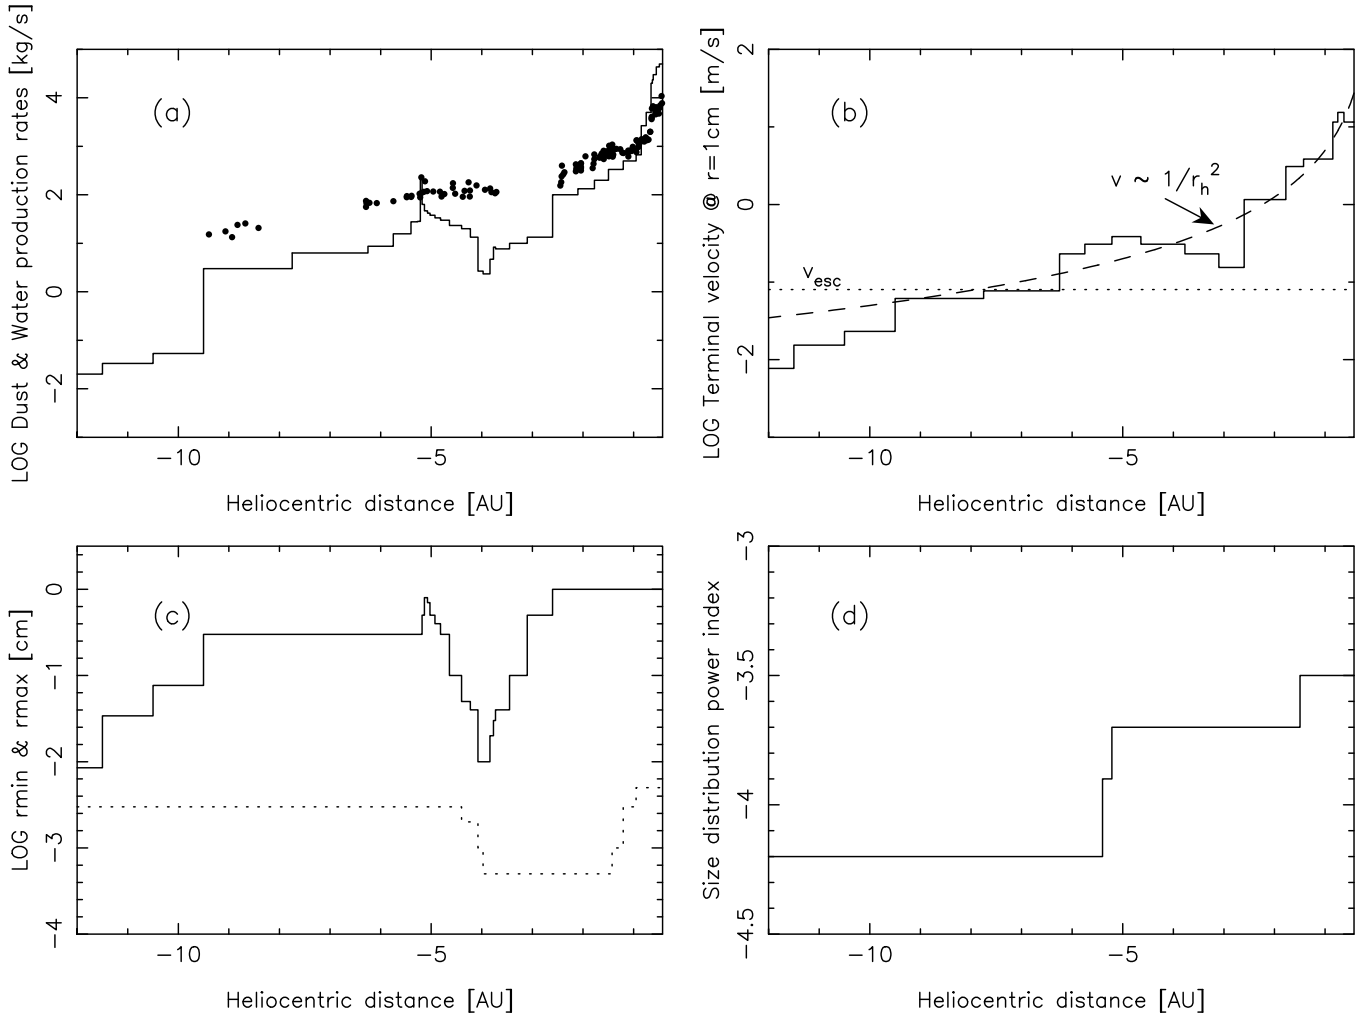 LOG Dust & Water production rates [kg/s]
4
2
0
−2
(a)
−10
−5
Heliocentric distance [AU]
LOG Terminal velocity @ r=1cm [m/s]
2
0
−2
(b)
v ~ 1/r_h^2
v_esc
−10
−5
Heliocentric distance [AU]
LOG rmin & rmax [cm]
0
−1
−2
−3
−4
(c)
−10
−5
Heliocentric distance [AU]
Size distribution power index
−3
−3.5
−4
−4.5
(d)
−10
−5
Heliocentric distance [AU]